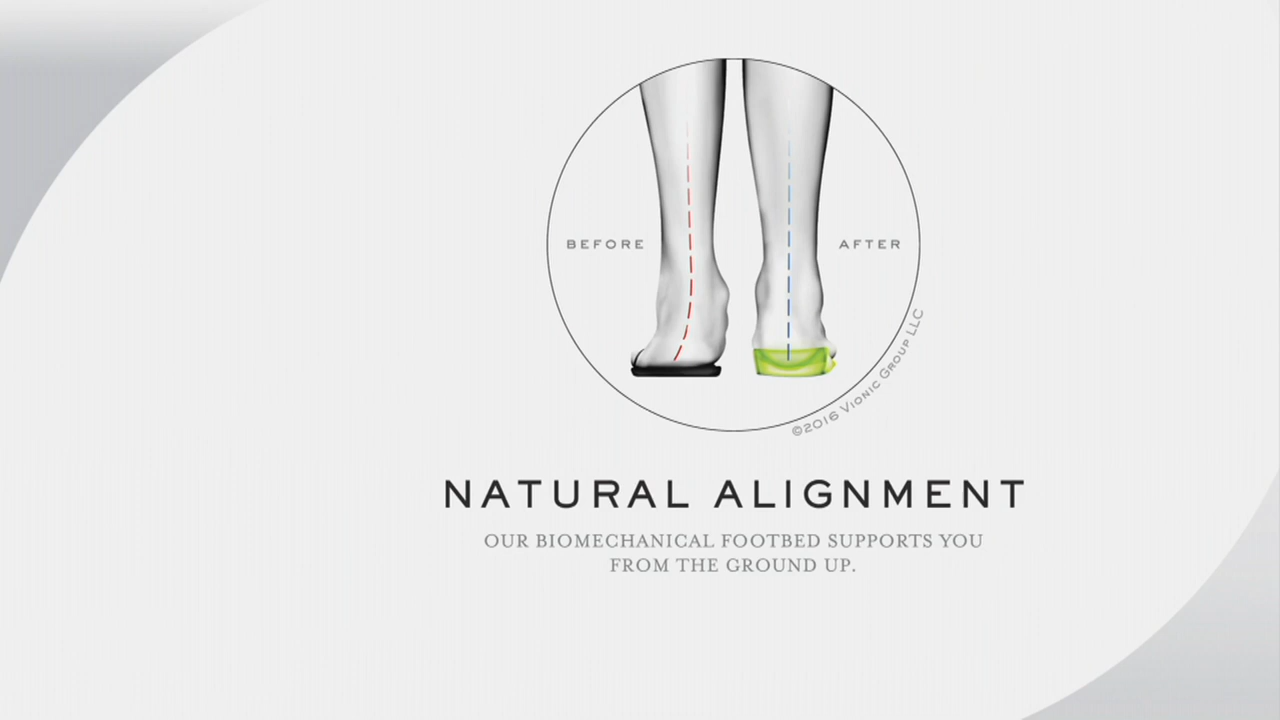 BEFORE
AFTER
©2016 VIONIC GROUP LLC
NATURAL ALIGNMENT
OUR BIOMECHANICAL FOOTBED SUPPORTS YOU
FROM THE GROUND UP.